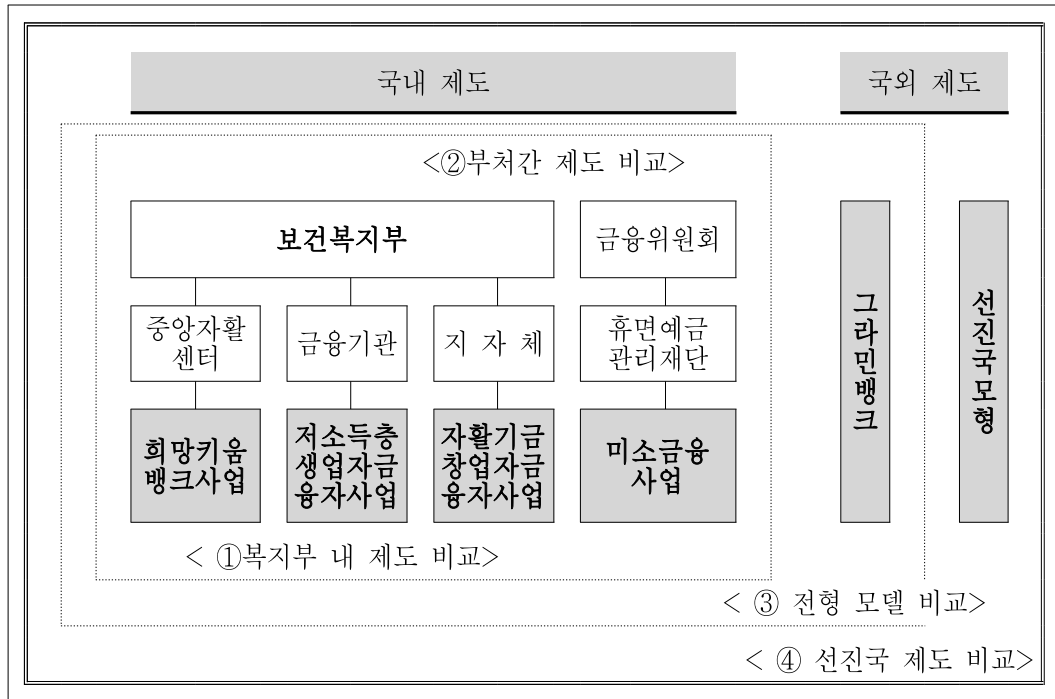 국내 제도
국외 제도
<②부처간 제도 비교>
보건복지부
금융위원회
중앙자활
센터
금융기관
지 자 체
휴면예금
관리재단
희망키움
뱅크사업
저소득층
생업자금
융자사업
자활기금
창업자금
융자사업
미소금융
사업
그라민뱅크
선진국모형
< ①복지부 내 제도 비교>
< ③ 전형 모델 비교>
< ④ 선진국 제도 비교>